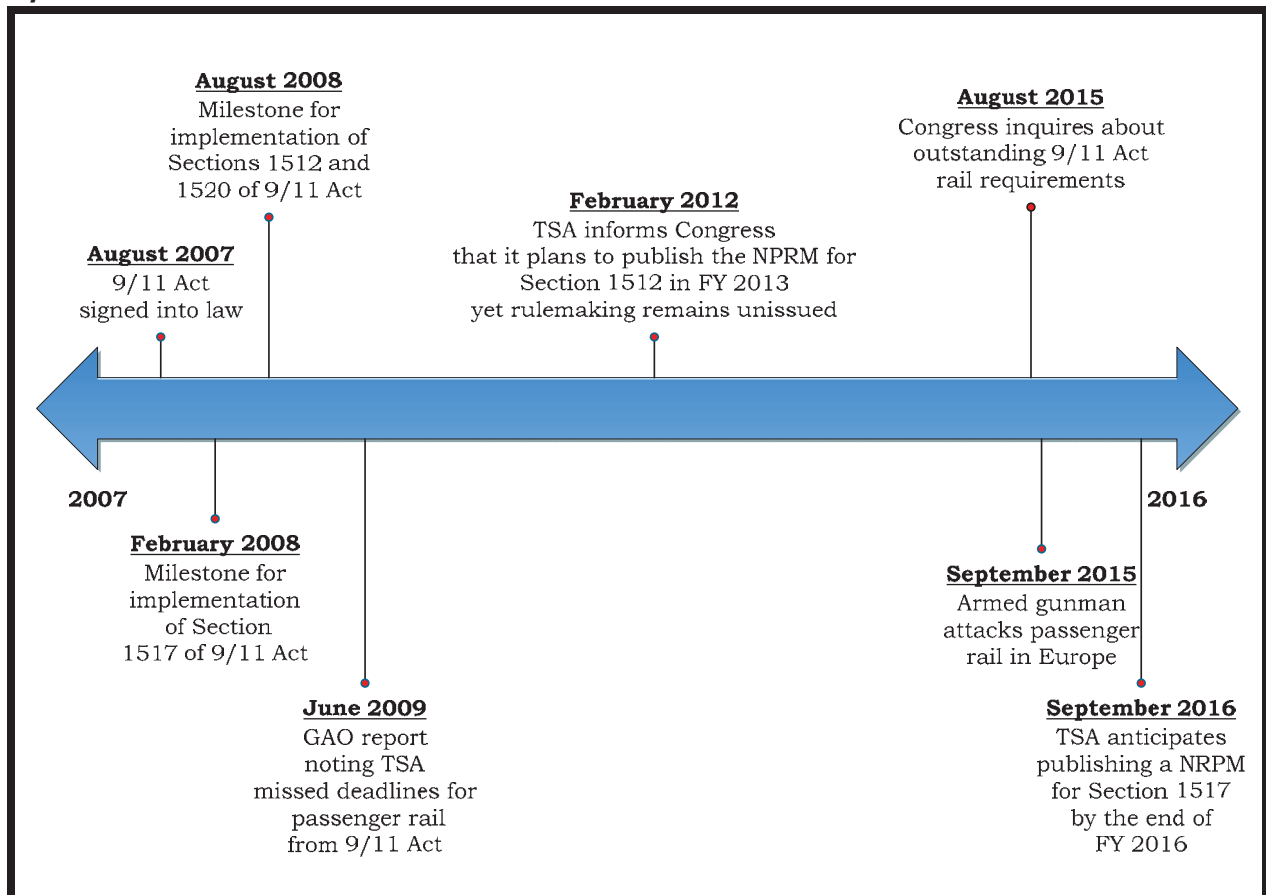 August 2008
Milestone for
implementation of
Sections 1512 and
1520 of 9/11 Act
August 2015
Congress inquires about
outstanding 9/11 Act
rail requirements
February 2012
TSA informs Congress
that it plans to publish the NPRM for
Section 1512 in FY 2013
yet rulemaking remains unissued
August 2007
9/11 Act
signed into law
2007
2016
February 2008
Milestone for
implementation
of Section
1517 of 9/11 Act
September 2015
Armed gunman
attacks passenger
rail in Europe
June 2009
GAO report
noting TSA
missed deadlines for
passenger rail
from 9/11 Act
September 2016
TSA anticipates
publishing a NRPM
for Section 1517
by the end of
FY 2016